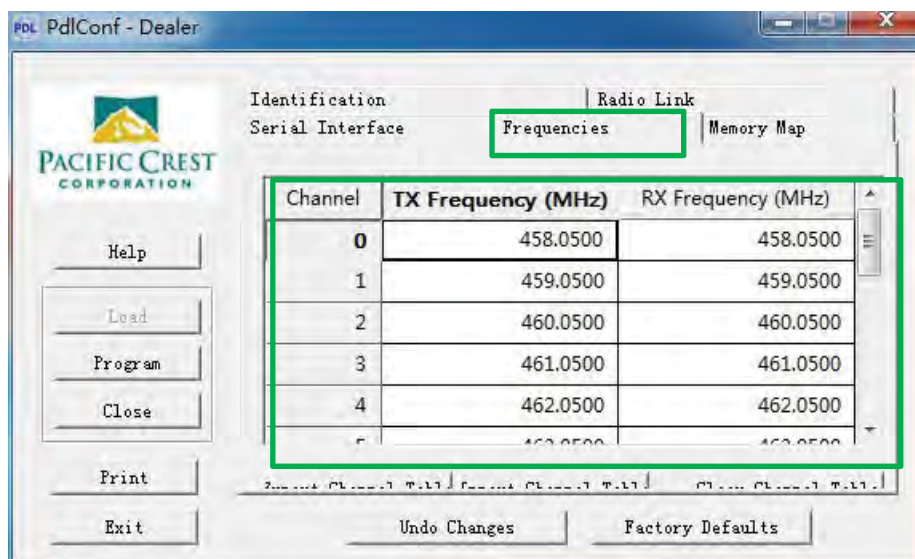 PDL PdlConf - Dealer
PACIFIC CREST
CORPORATION
Help
Load
Program
Close
Print
Exit
Identification
Radio Link
Serial Interface
Frequencies
Memory Map
Channel TX Frequency (MHz) RX Frequency (MHz)
0 458.0500 458.0500
1 459.0500 459.0500
2 460.0500 460.0500
3 461.0500 461.0500
4 462.0500 462.0500
Undo Changes
Factory Defaults